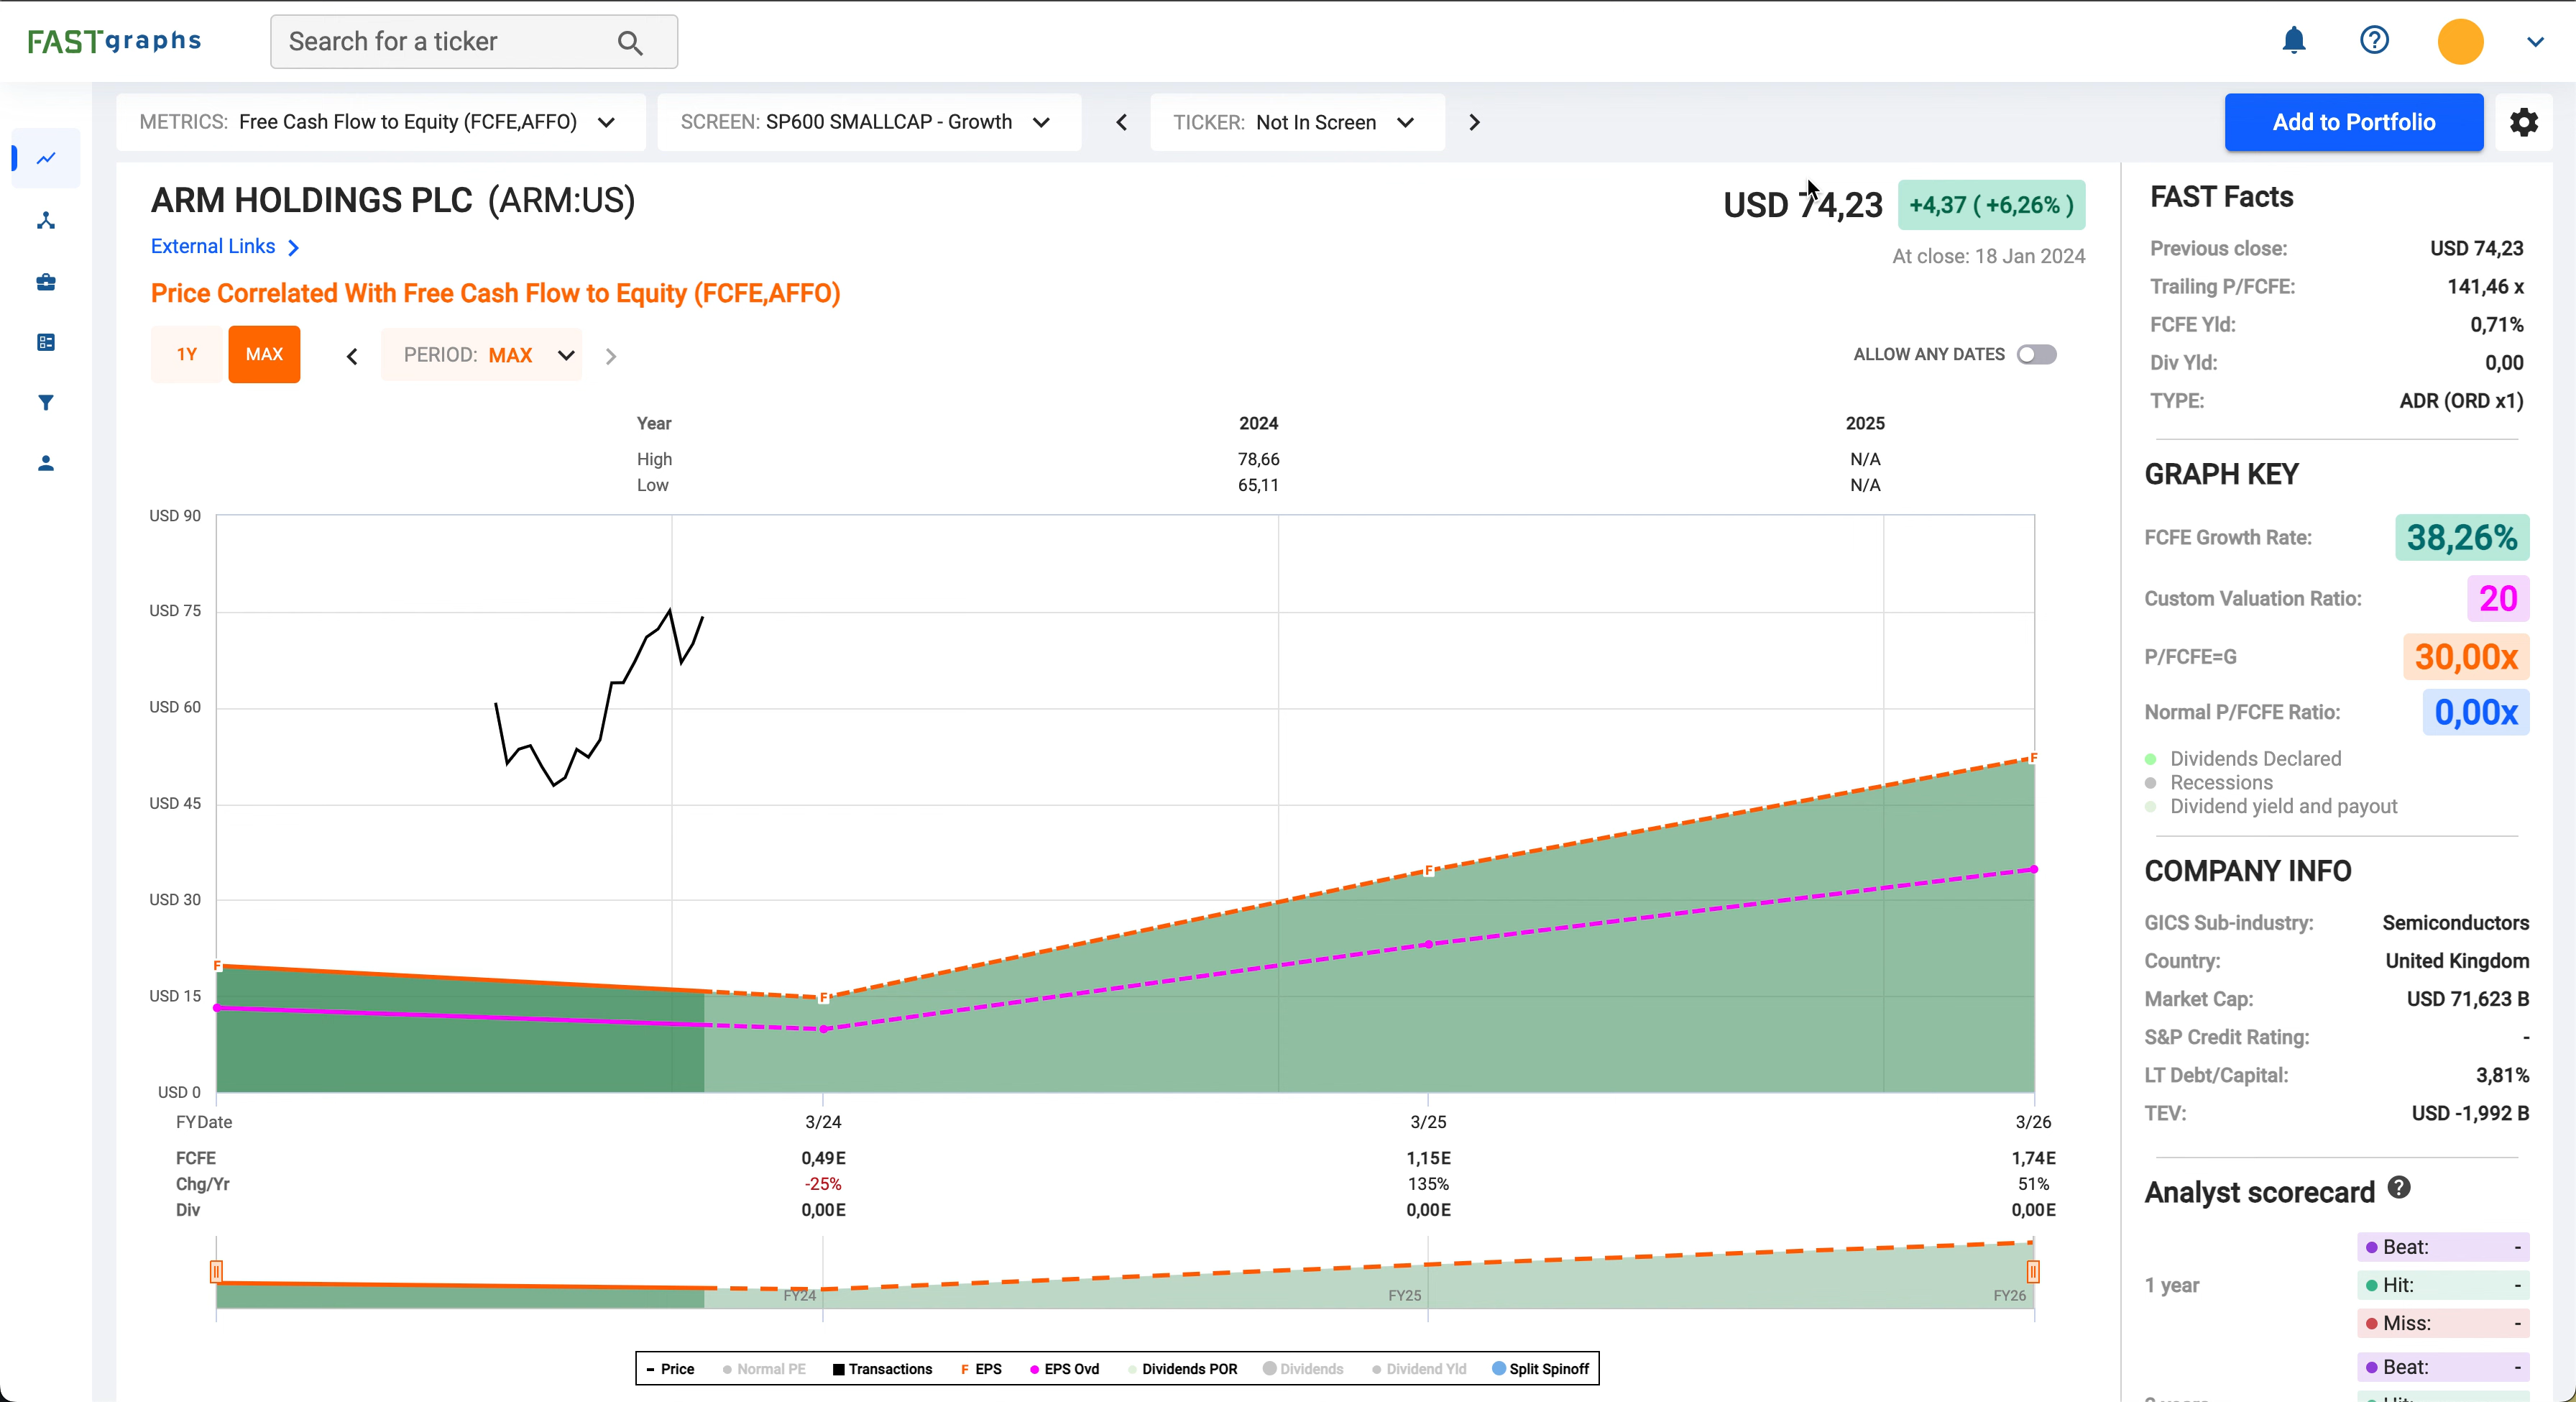 FASTgraphs
Search for a ticker
METRICS: Free Cash Flow to Equity (FCFE,AFFO)
SCREEN: SP600 SMALLCAP - Growth
TICKER: Not In Screen
Add to Portfolio
ARM HOLDINGS PLC (ARM:US)
USD 74,23
+4,37 ( +6,26% )
External Links
At close: 18 Jan 2024
Price Correlated With Free Cash Flow to Equity (FCFE,AFFO)
1Y
MAX
PERIOD: MAX
ALLOW ANY DATES
Year 2024 2025
High 78,66 N/A
Low 65,11 N/A
USD 90
USD 75
USD 60
USD 45
USD 30
USD 15
USD 0
F
F
F
F
FYDate 3/24 3/25 3/26
FCFE 0,49E 1,15E 1,74E
Chg/Yr -25% 135% 51%
Div 0,00E 0,00E 0,00E
FY24 FY25 FY26
Price Normal PE Transactions F EPS EPS Ovd Dividends POR Dividends Dividend Yld Split Spinoff
FAST Facts
Previous close: USD 74,23
Trailing P/FCFE: 141,46 x
FCFE Yld: 0,71%
Div Yld: 0,00
TYPE: ADR (ORD x1)
GRAPH KEY
FCFE Growth Rate: 38,26%
Custom Valuation Ratio: 20
P/FCFE=G 30,00x
Normal P/FCFE Ratio: 0,00x
Dividends Declared
Recessions
Dividend yield and payout
COMPANY INFO
GICS Sub-industry: Semiconductors
Country: United Kingdom
Market Cap: USD 71,623 B
S&P Credit Rating: -
LT Debt/Capital: 3,81%
TEV: USD -1,992 B
Analyst scorecard ?
Beat: -
1 year Hit: -
Miss: -
Beat: -